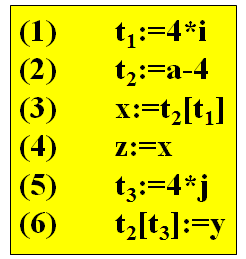 (1) t₁:=4*i
(2) t₂:=a-4
(3) x:=t₂[t₁]
(4) z:=x
(5) t₃:=4*j
(6) t₂[t₃]:=y